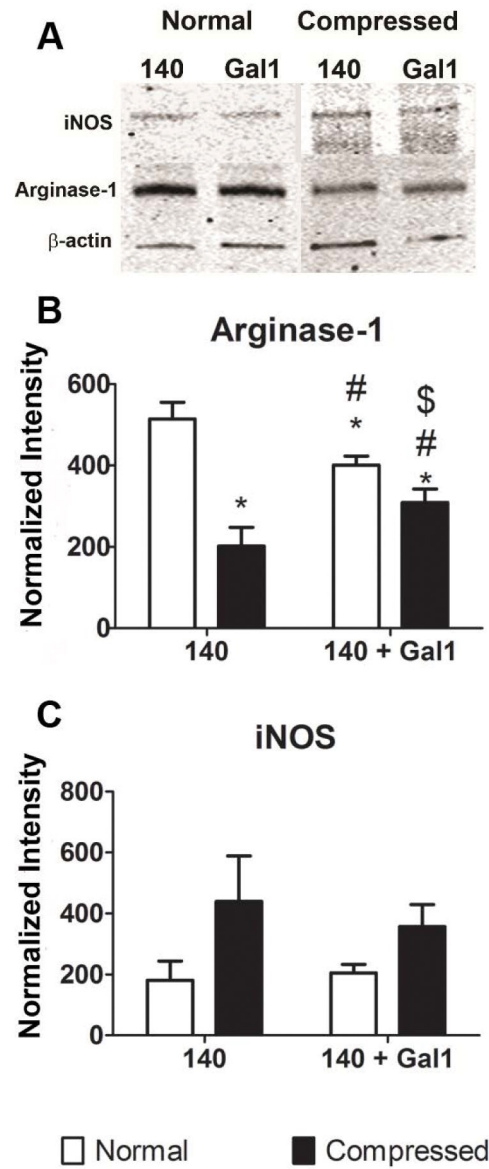 A
Normal Compressed
140 Gal1 140 Gal1
iNOS
Arginase-1
β-actin
B
Arginase-1
Normalized Intensity
600
400
200
0
*
#
*
$
#
*
140 140 + Gal1
C
iNOS
Normalized Intensity
800
600
400
200
0
140 140 + Gal1
Normal Compressed